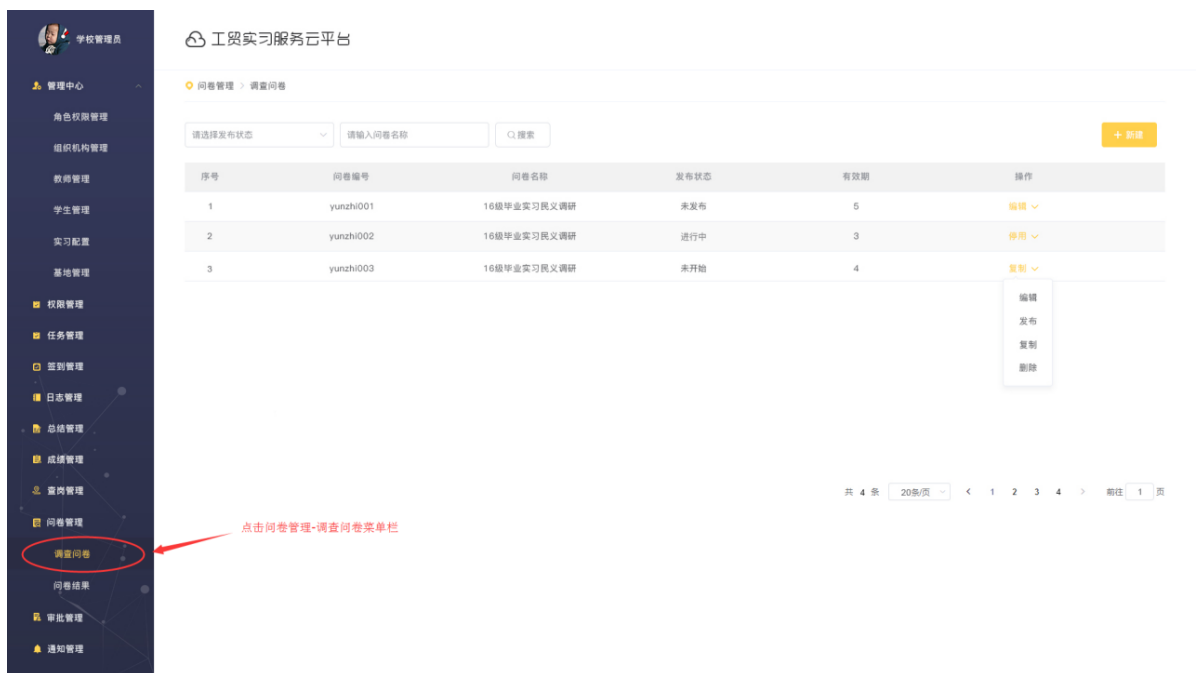 学校管理员
工贸实习服务云平台
管理中心
角色权限管理
组织机构管理
教师管理
学生管理
实习配置
基地管理
权限管理
任务管理
签到管理
日志管理
总结管理
成绩管理
查岗管理
问卷管理
调查问卷
问卷结果
审批管理
通知管理
问卷管理 > 调查问卷
请选择发布状态 请输入问卷名称 搜索 + 新建
序号 问卷编号 问卷名称 发布状态 有效期 操作
1 yunzhi001 16级毕业实习民义调研 未发布 5 编辑
2 yunzhi002 16级毕业实习民义调研 进行中 3 停用
3 yunzhi003 16级毕业实习民义调研 未开始 4 复制
编辑
发布
复制
删除
共 4 条 20条/页 < 1 2 3 4 > 前往 1 页
点击问卷管理-调查问卷菜单栏